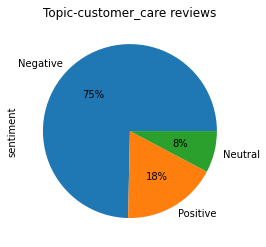 Topic-customer_care reviews
Negative
75%
sentiment
8%
Neutral
18%
Positive